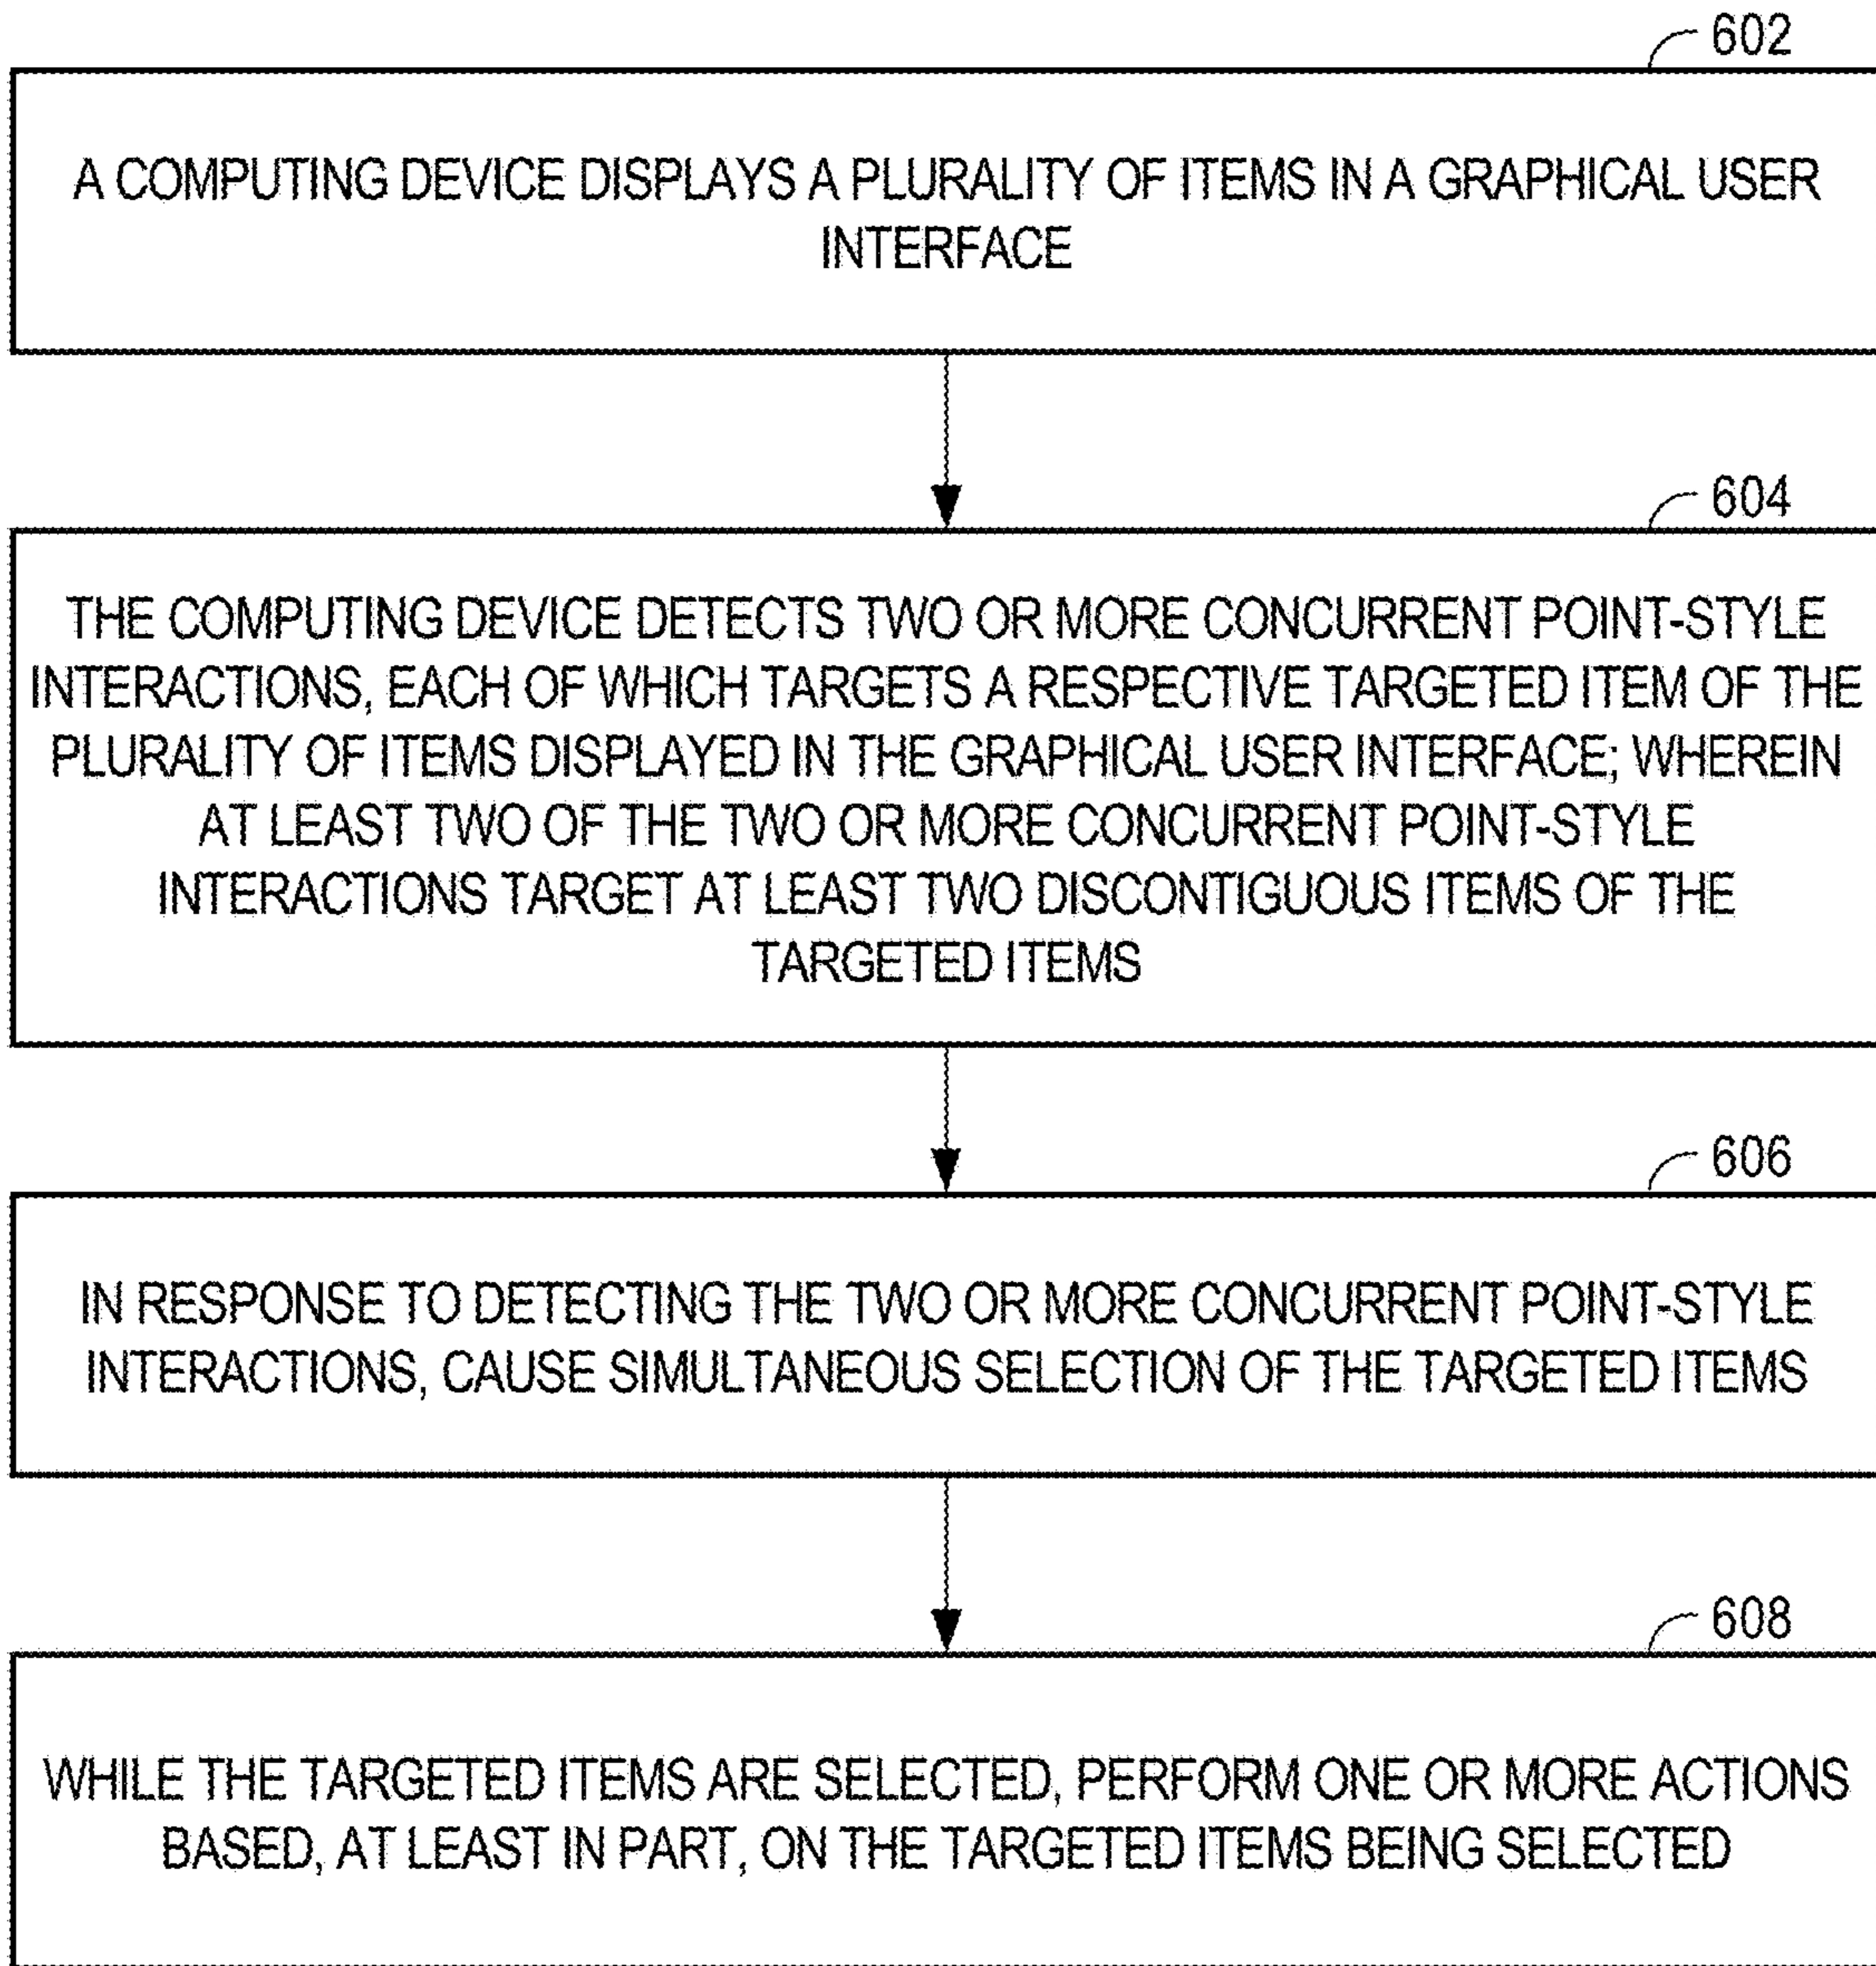 602
A COMPUTING DEVICE DISPLAYS A PLURALITY OF ITEMS IN A GRAPHICAL USER
INTERFACE
604
THE COMPUTING DEVICE DETECTS TWO OR MORE CONCURRENT POINT-STYLE
INTERACTIONS, EACH OF WHICH TARGETS A RESPECTIVE TARGETED ITEM OF THE
PLURALITY OF ITEMS DISPLAYED IN THE GRAPHICAL USER INTERFACE; WHEREIN
AT LEAST TWO OF THE TWO OR MORE CONCURRENT POINT-STYLE
INTERACTIONS TARGET AT LEAST TWO DISCONTIGUOUS ITEMS OF THE
TARGETED ITEMS
606
IN RESPONSE TO DETECTING THE TWO OR MORE CONCURRENT POINT-STYLE
INTERACTIONS, CAUSE SIMULTANEOUS SELECTION OF THE TARGETED ITEMS
608
WHILE THE TARGETED ITEMS ARE SELECTED, PERFORM ONE OR MORE ACTIONS
BASED, AT LEAST IN PART, ON THE TARGETED ITEMS BEING SELECTED